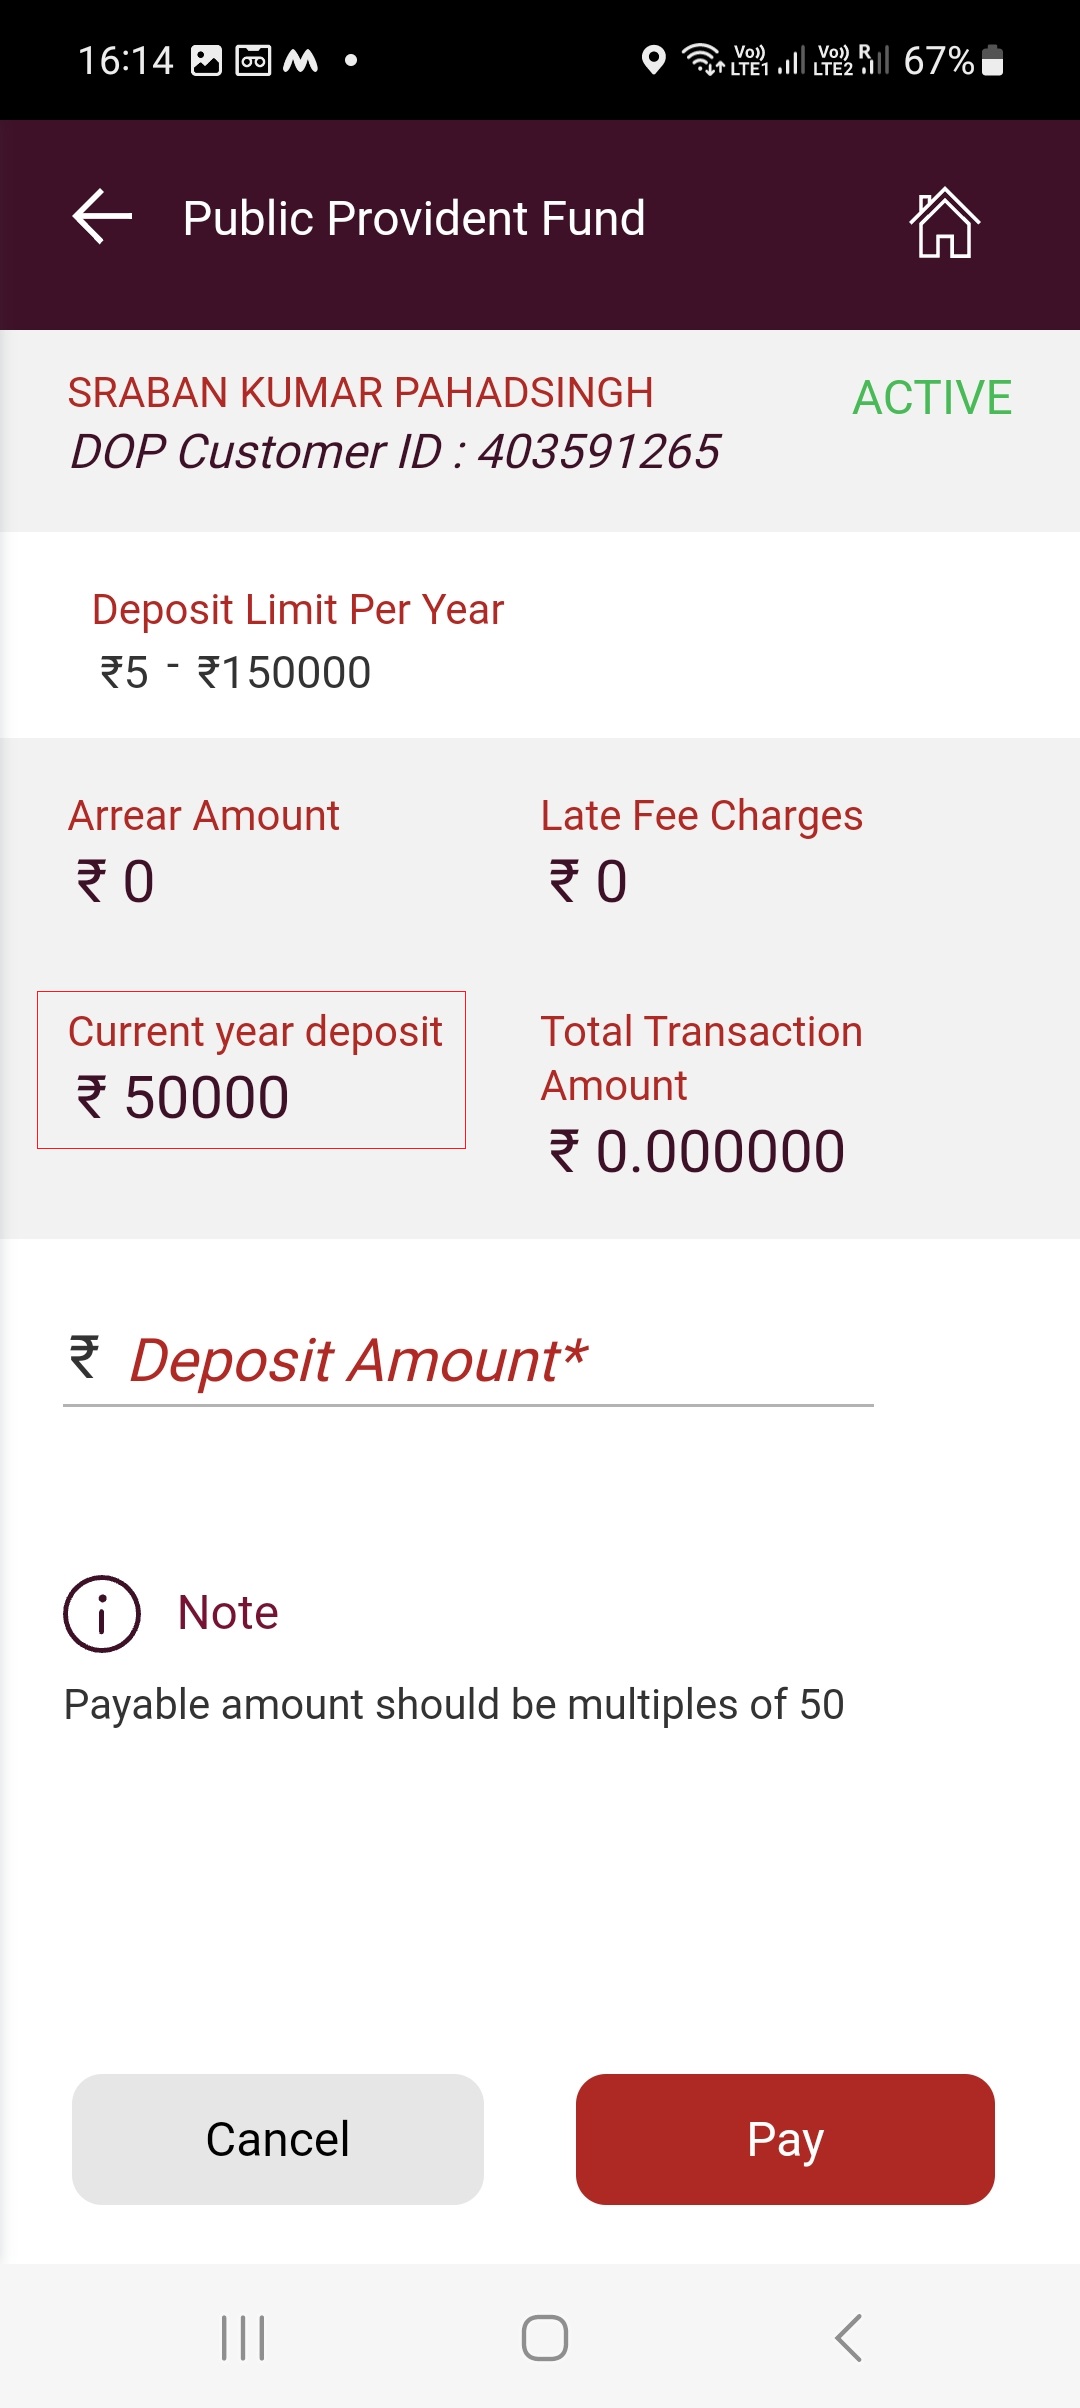 16:14
Vo)) LTE1 Vo)) LTE2 R 67%
Public Provident Fund
SRABAN KUMAR PAHADSINGH ACTIVE
DOP Customer ID : 403591265
Deposit Limit Per Year
₹5 - ₹150000
Arrear Amount
₹ 0
Late Fee Charges
₹ 0
Current year deposit
₹ 50000
Total Transaction
Amount
₹ 0.000000
₹ Deposit Amount*
Note
Payable amount should be multiples of 50
Cancel
Pay